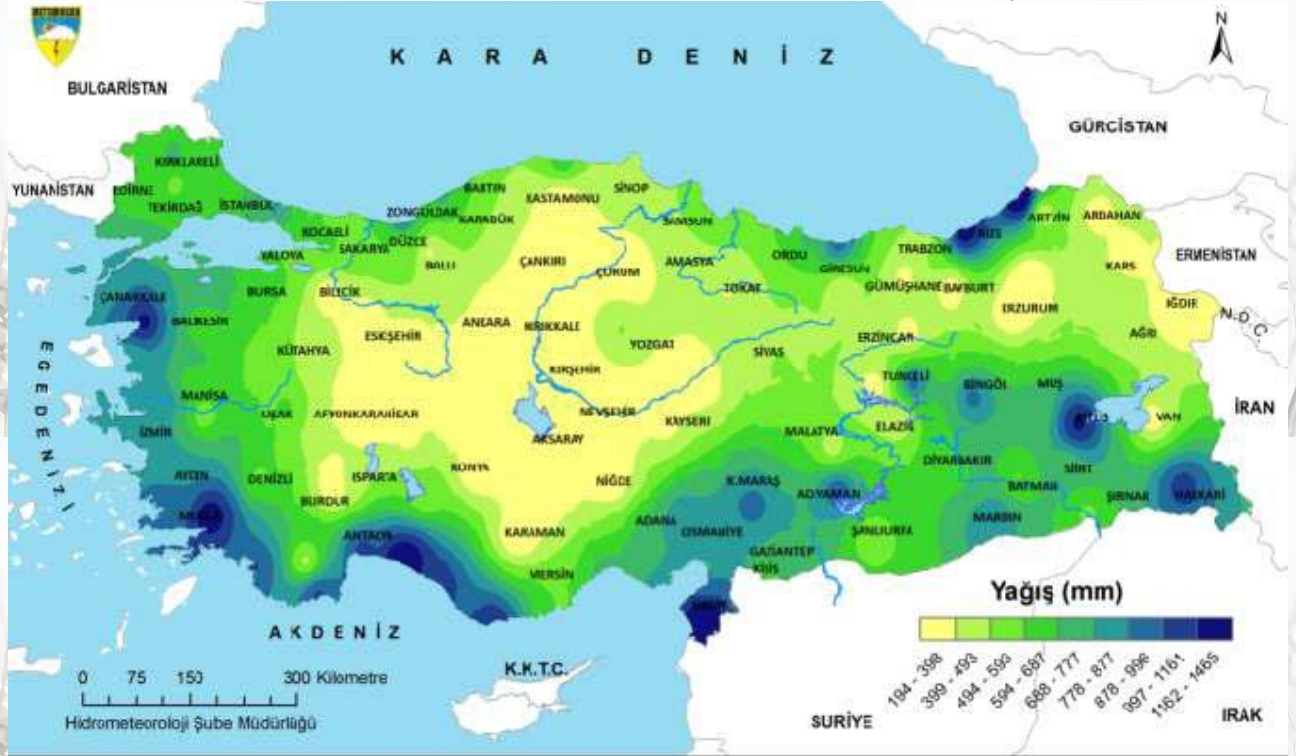 KARA DENİZ
N
BULGARİSTAN
GÜRCİSTAN
YUNANİSTAN
ERMENİSTAN
N.D.C.
İRAN
EGE DENİZİ
KIRKLARELİ
EDİRNE
TEKİRDAĞ
İSTANBUL
KOCAELİ
YALOVA
SAKARYA
DÜZCE
ZONGULDAK
BARTIN
KARABÜK
KASTAMONU
SİNOP
SAMSUN
ORDU
GİRESUN
TRABZON
RİZE
ARTVİN
ARDAHAN
KARS
IĞDIR
AĞRI
ERZURUM
BAYBURT
GÜMÜŞHANE
ERZİNCAN
TOKAT
AMASYA
ÇORUM
ÇANKIRI
BOLU
BİLECİK
BURSA
ÇANAKKALE
BALIKESİR
KÜTAHYA
ESKŞEHİR
ANKARA
KIRIKKALE
YOZGAT
SİVAS
KIRŞEHİR
TUNCELİ
BİNGÖL
MUŞ
BİTLİS
VAN
MANİSA
UŞAK
AFYONKARAHİSAR
NEVŞEHİR
KAYSERİ
MALATYA
ELAZIĞ
İZMİR
AKSARAY
DİYARBAKIR
SİİRT
AYDIN
DENİZLİ
ISPARTA
KONYA
NİĞDE
K.MARAŞ
ADIYAMAN
BATMAN
ŞIRNAK
HAKKARİ
BURDUR
MUĞLA
ANTALYA
KARAMAN
ADANA
OSMANİYE
ŞANLIURFA
MARDİN
GAZİANTEP
KİLİS
MERSİN
HATAY
AKDENİZ
K.K.T.C.
SURİYE
IRAK
0 75 150 300 Kilometre
Hidrometeoroloji Şube Müdürlüğü
Yağış (mm)
194 - 398
399 - 493
494 - 593
594 - 687
688 - 777
778 - 877
878 - 996
997 - 1161
1162 - 1465